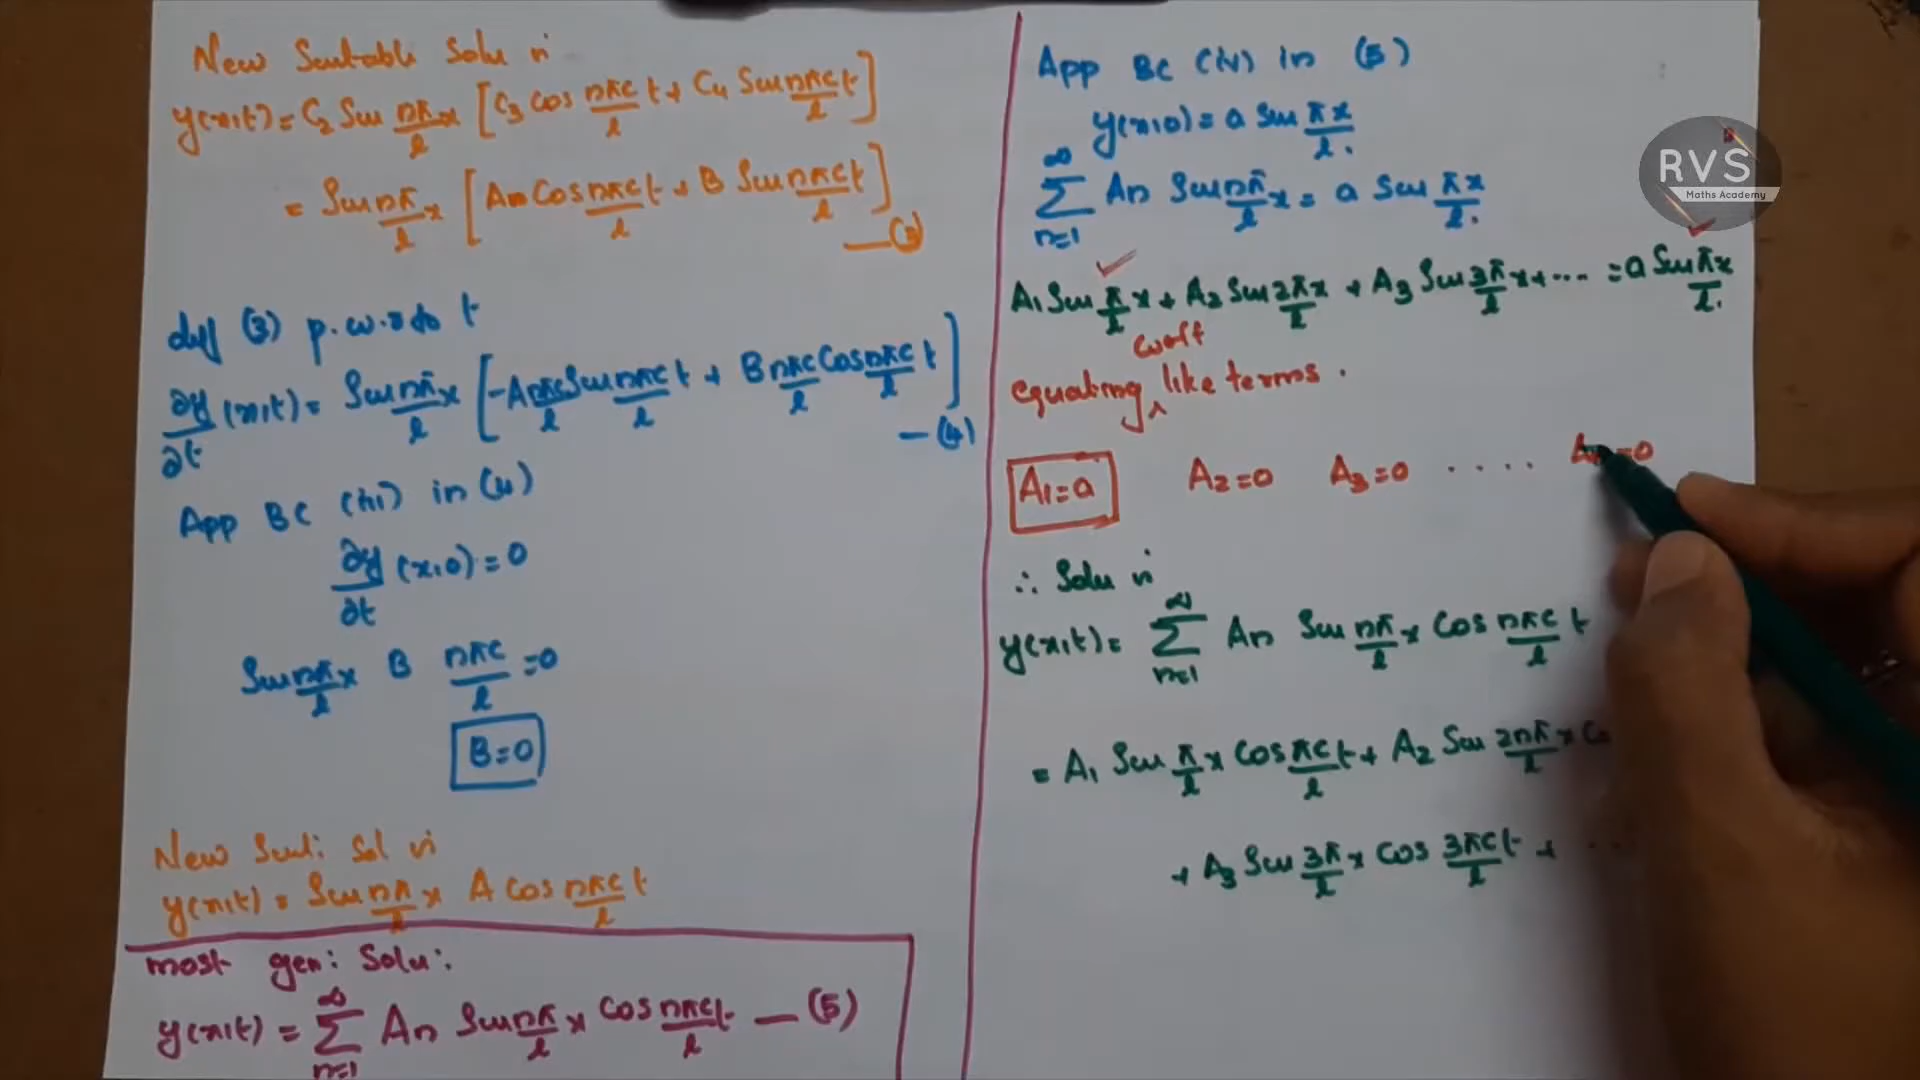 New Suitable Solu is
y(x,t) = C₂ Sin nπ/l x [C₃ Cos nπc/l t + C₄ Sin nπc/l t]
= Sin nπ/l x [An Cos nπc/l t + B Sin nπc/l t] —(3)
diff (3) p.w.r.to t
∂y/∂t (x,t) = Sin nπ/l x [-A nπc/l Sin nπc/l t + B nπc/l Cos nπc/l t] —(4)
App BC (iii) in (4)
∂y/∂t (x,0) = 0
Sin nπ/l x B nπc/l = 0
B=0
New Suti: Sol is
y(x,t) = Sin nπ/l x A Cos nπc/l t
most gen: Solu:
y(x,t) = ∑ n=1 ∞ An Sin nπ/l x Cos nπc/l t — (5)
App BC (iv) in (5)
y(x,0) = a Sin πx/l.
∑ n=1 ∞ An Sin nπ/l x = a Sin πx/l.
A₁ Sin π/l x + A₂ Sin 2π/l x + A₃ Sin 3π/l x + ... = a Sin πx/l.
coeff
equating ^ like terms.
A₁=a A₂=0 A₃=0 .... An=0
∴ Solu is
y(x,t) = ∑ n=1 ∞ An Sin nπ/l x Cos nπc/l t
= A₁ Sin π/l x Cos πc/l t + A₂ Sin 2nπ/l x Co
+ A₃ Sin 3π/l x Cos 3πc/l t + ..
RVS
Maths Academy